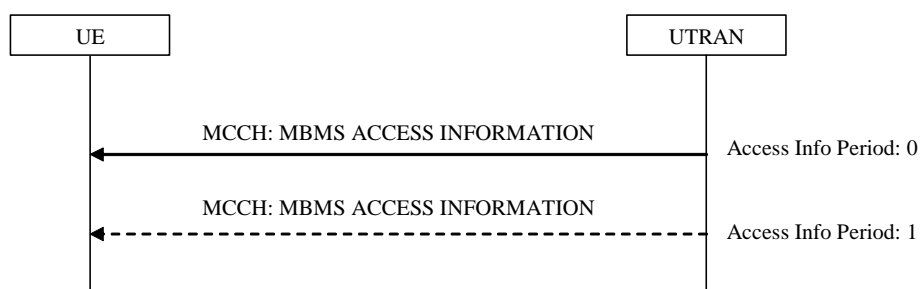 UE
UTRAN
MCCH: MBMS ACCESS INFORMATION
Access Info Period: 0
MCCH: MBMS ACCESS INFORMATION
Access Info Period: 1